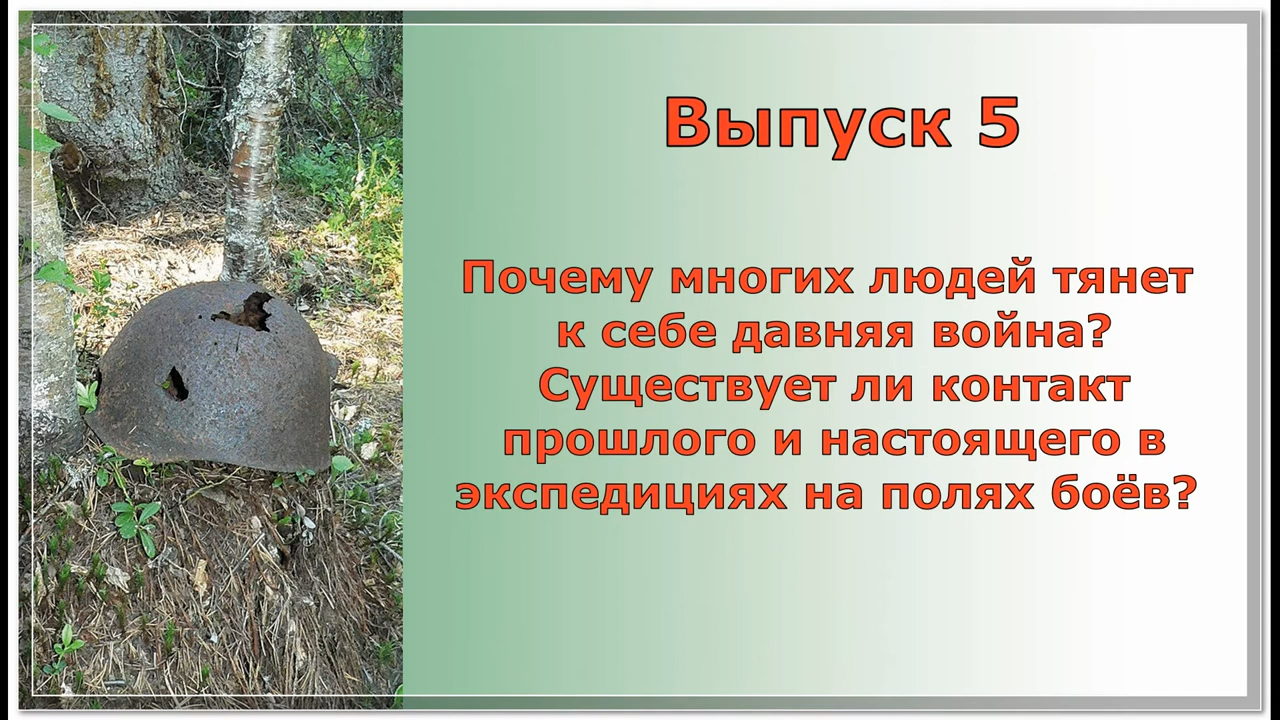 Выпуск 5
Почему многих людей тянет
к себе давняя война?
Существует ли контакт
прошлого и настоящего в
экспедициях на полях боёв?